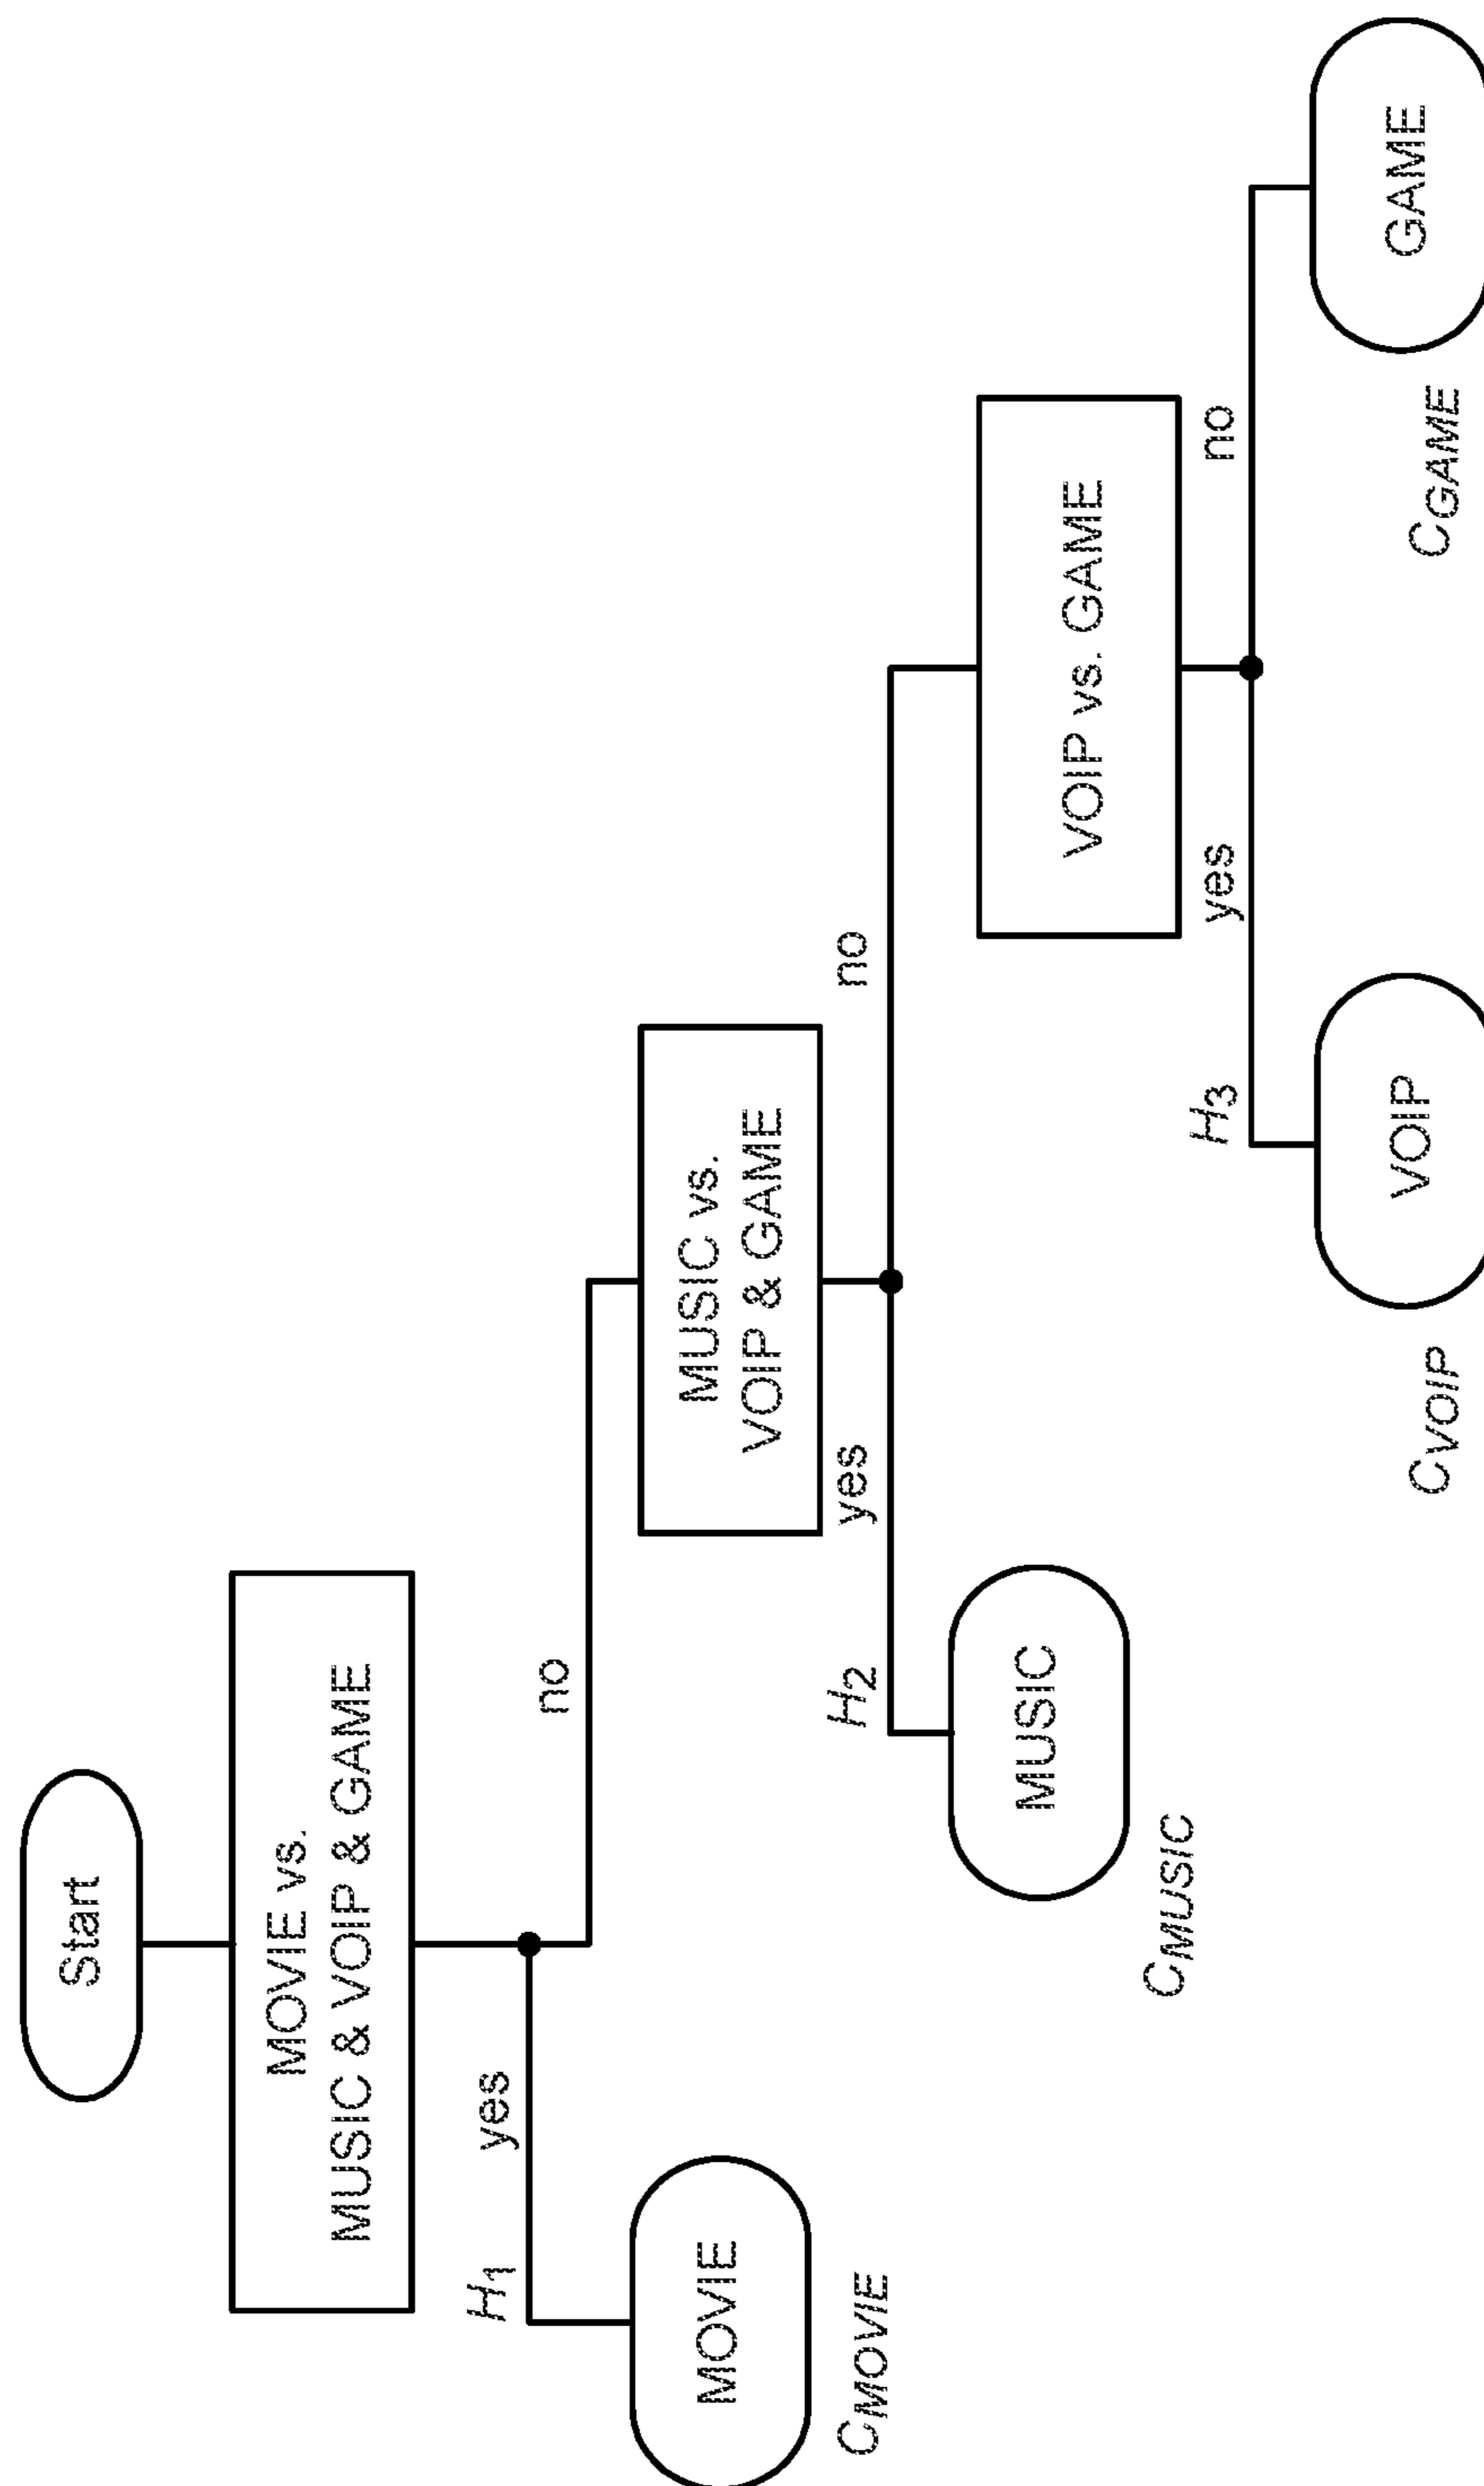 Start
MOVIE vs.
MUSIC & VOIP & GAME
H1
yes
no
MOVIE
CMOVIE
MUSIC vs.
VOIP & GAME
H2
yes
no
MUSIC
CMUSIC
VOIP vs. GAME
H3
yes
no
VOIP
CVOIP
GAME
CGAME